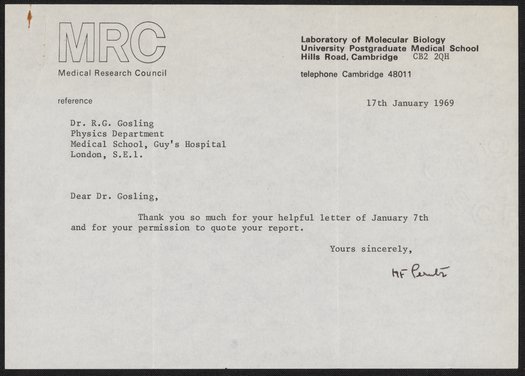 MRC
Medical Research Council
Laboratory of Molecular Biology
University Postgraduate Medical School
Hills Road, Cambridge CB2 2QH
telephone Cambridge 48011
reference
17th January 1969
Dr. R.G. Gosling
Physics Department
Medical School, Guy's Hospital
London, S.E.1.
Dear Dr. Gosling,
Thank you so much for your helpful letter of January 7th
and for your permission to quote your report.
Yours sincerely,
MF Perutz